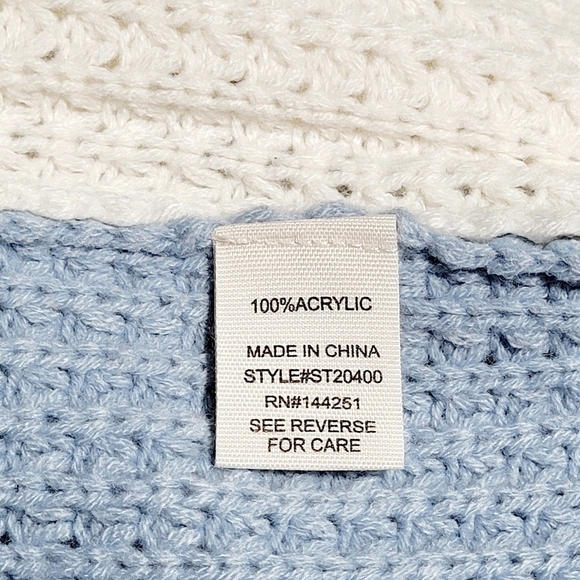 100%ACRYLIC
MADE IN CHINA
STYLE#ST20400
RN#144251
SEE REVERSE
FOR CARE